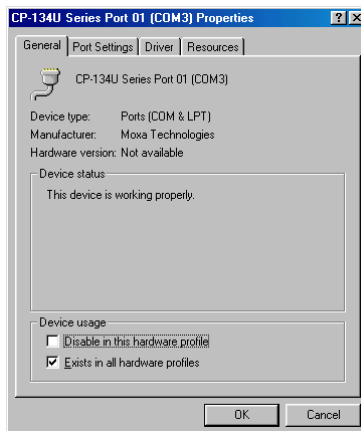 CP-134U Series Port 01 (COM3) Properties
General Port Settings Driver Resources
CP-134U Series Port 01 (COM3)
Device type: Ports (COM & LPT)
Manufacturer: Moxa Technologies
Hardware version: Not available
Device status
This device is working properly.
Device usage
Disable in this hardware profile
Exists in all hardware profiles
OK Cancel